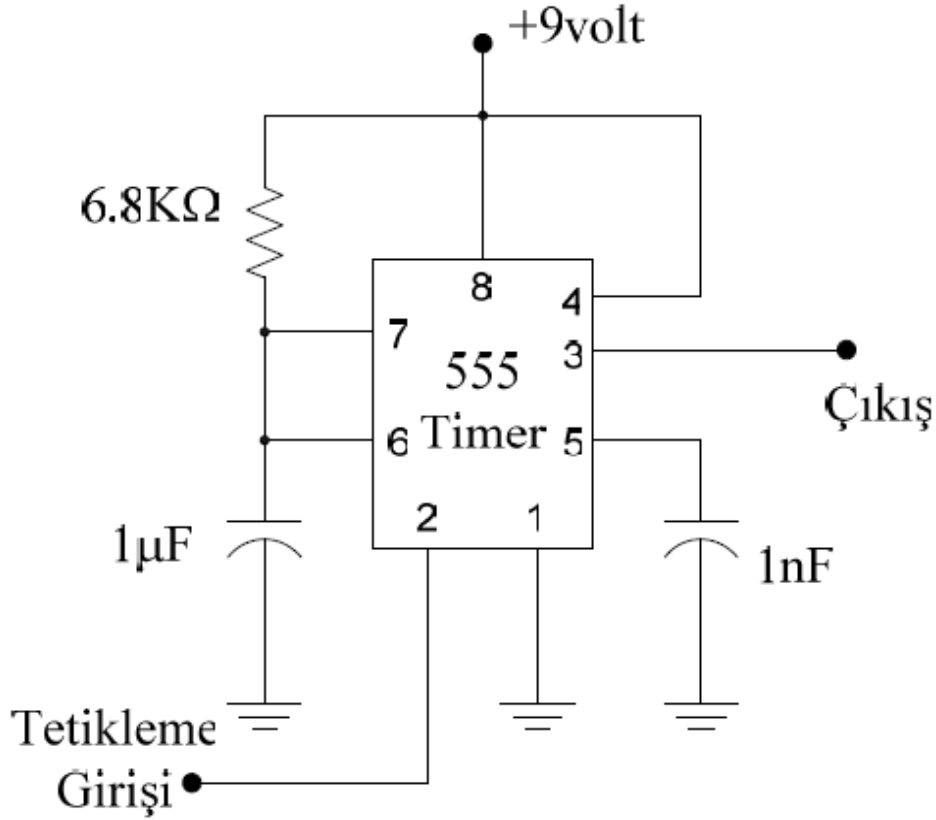 +9volt
6.8KΩ
8
4
7
3
555
Çıkış
Timer
6
5
2
1
1µF
1nF
Tetikleme
Girişi